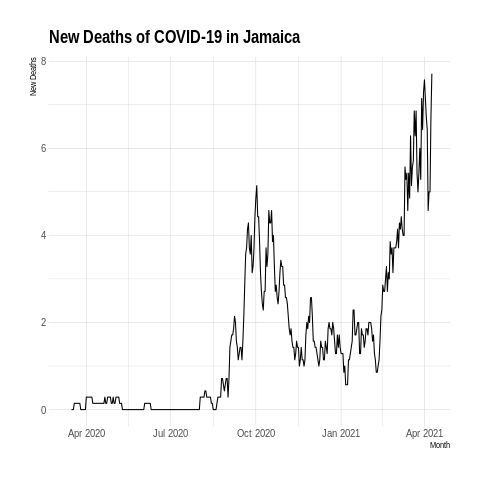 New Deaths of COVID-19 in Jamaica
New Deaths
8
6
4
2
0
Apr 2020 Jul 2020 Oct 2020 Jan 2021 Apr 2021
Month